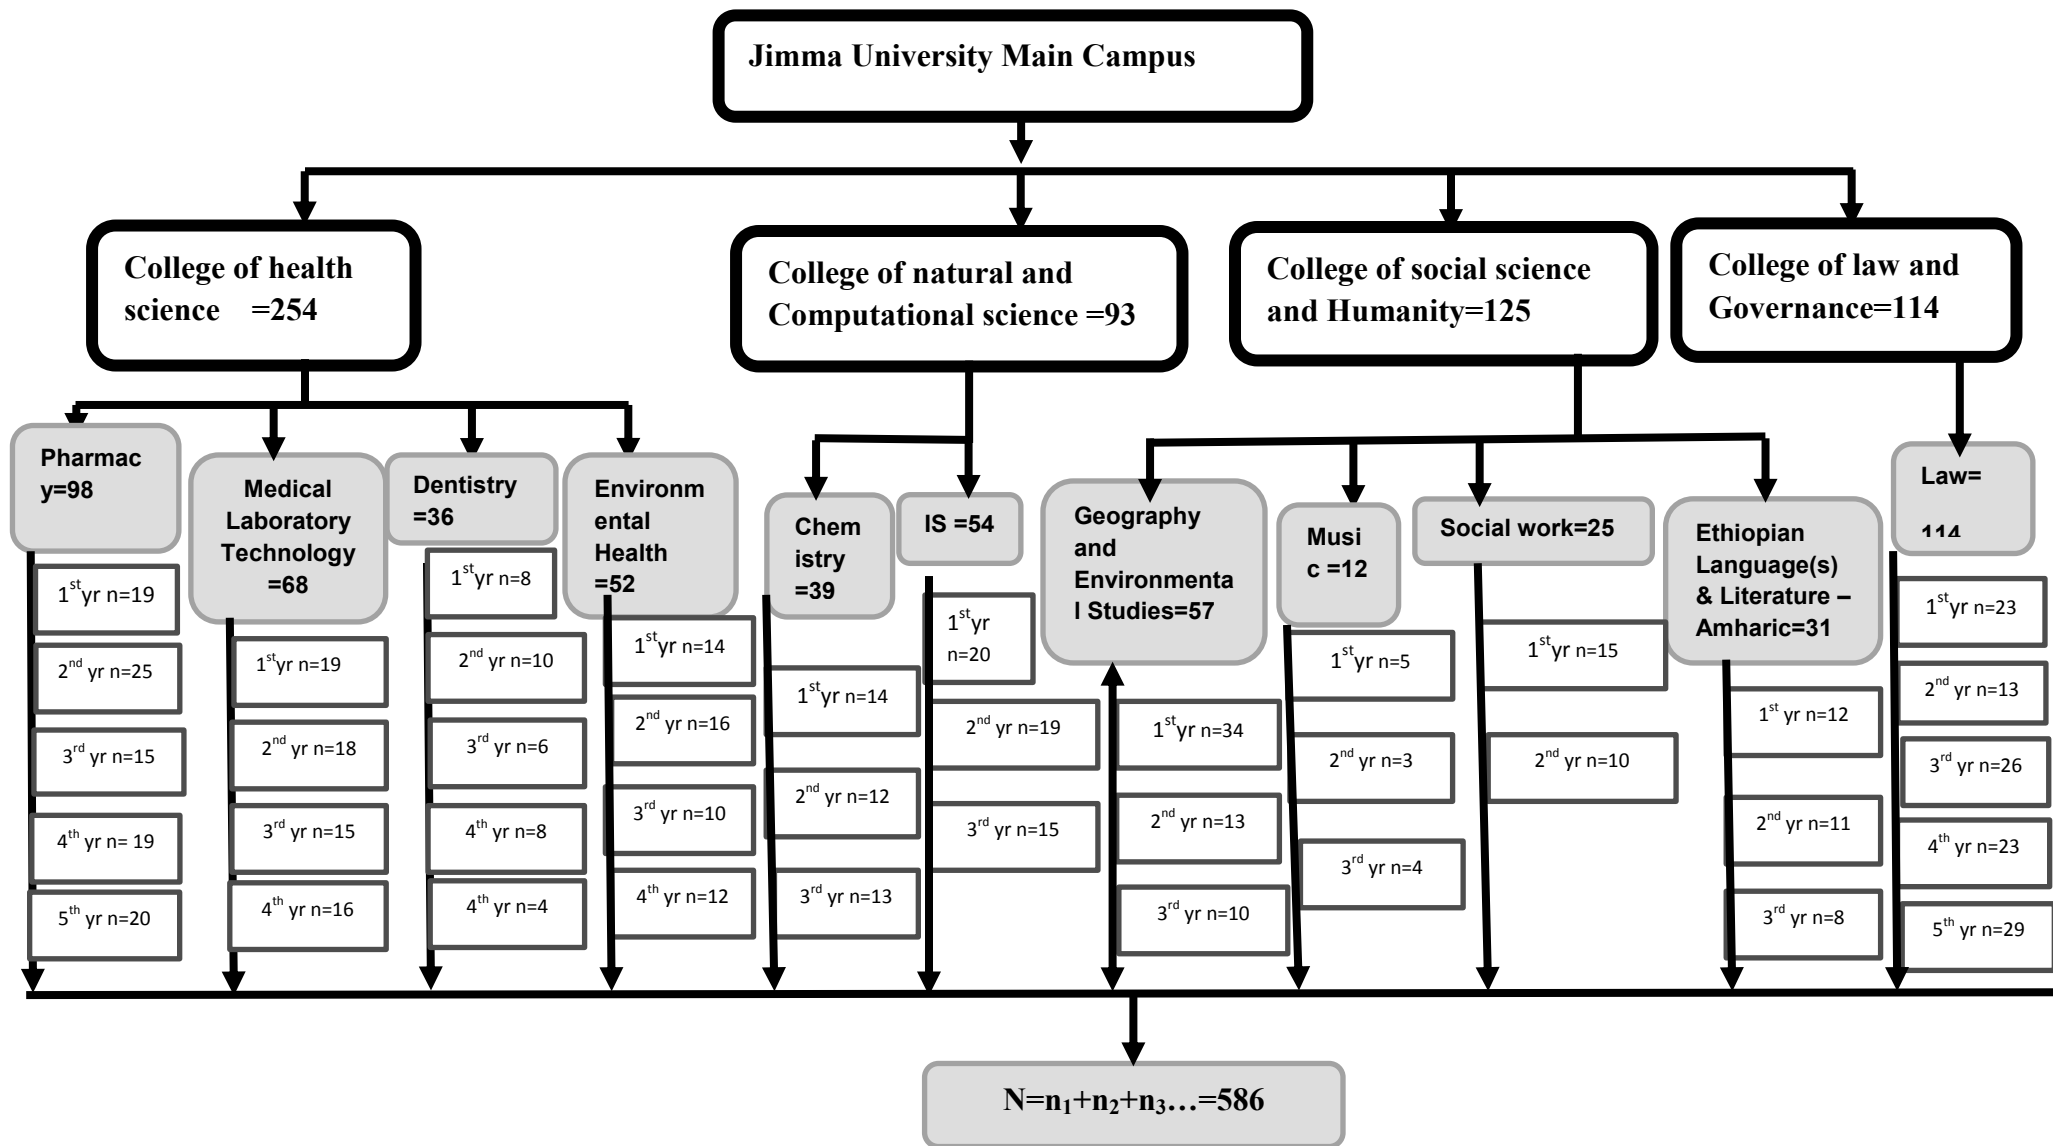 Jimma University Main Campus
College of health
science =254
College of natural and
Computational science =93
College of social science
and Humanity=125
College of law and
Governance=114
Pharmac
y=98
1st yr n=19
2nd yr n=25
3rd yr n=15
4th yr n= 19
5th yr n=20
Medical
Laboratory
Technology
=68
1st yr n=19
2nd yr n=18
3rd yr n=15
4th yr n=16
Dentistry
=36
1st yr n=8
2nd yr n=10
3rd yr n=6
4th yr n=8
4th yr n=4
Environm
ental
Health
=52
1st yr n=14
2nd yr n=16
3rd yr n=10
4th yr n=12
Chem
istry
=39
1st yr n=14
2nd yr n=12
3rd yr n=13
IS =54
1st yr
n=20
2nd yr n=19
3rd yr n=15
Geography
and
Environmenta
l Studies=57
1st yr n=34
2nd yr n=13
3rd yr n=10
Musi
c =12
1st yr n=5
2nd yr n=3
3rd yr n=4
Social work=25
1st yr n=15
2nd yr n=10
Ethiopian
Language(s)
& Literature –
Amharic=31
1st yr n=12
2nd yr n=11
3rd yr n=8
Law=
114
1st yr n=23
2nd yr n=13
3rd yr n=26
4th yr n=23
5th yr n=29
N=n1+n2+n3…=586